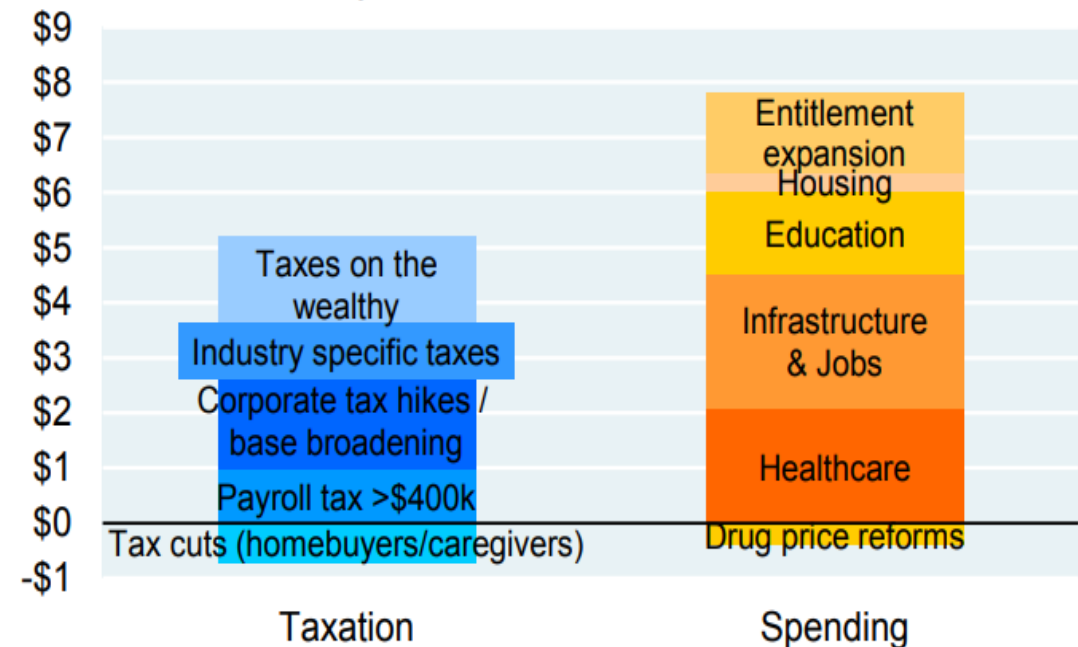 $9
$8
$7
$6
$5
$4
$3
$2
$1
$0
-$1
Taxes on the
wealthy
Industry specific taxes
Corporate tax hikes /
base broadening
Payroll tax >$400k
Tax cuts (homebuyers/caregivers)
Entitlement
expansion
Housing
Education
Infrastructure
& Jobs
Healthcare
Drug price reforms
Taxation
Spending